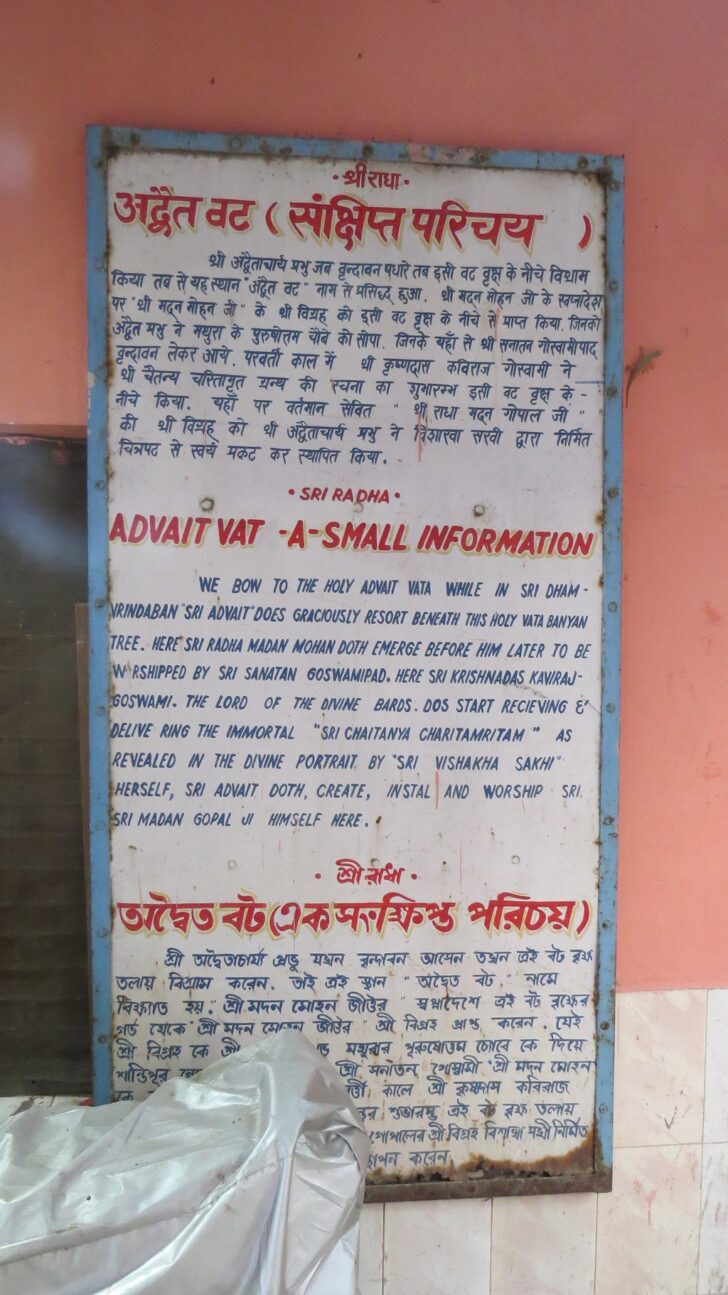 • श्री राधा •
अद्वैत वट ( संक्षिप्त परिचय )
श्री अद्वैताचार्य प्रभु जब वृन्दावन पधारे तब इसी वट वृक्ष के नीचे विश्राम
किया तब से यह स्थान "अद्वैत वट" नाम से प्रसिद्ध हुआ. श्री मदन मोहन जी के स्वप्नादेश
पर "श्री मदन मोहन जी" के श्री विग्रह को इसी वट वृक्ष के नीचे से प्राप्त किया. जिनको
अद्वैत प्रभु ने मथुरा के पुरुषोत्तम चौबे को सौंपा. जिनके यहाँ से श्री सनातन गोस्वामीपाद
वृन्दावन लेकर आये. परवर्ती काल में श्री कृष्णदास कविराज गोस्वामी ने
श्री चैतन्य चरितामृत ग्रन्थ की रचना का शुभारम्भ इसी वट वृक्ष के -
नीचे किया. यहाँ पर वर्तमान सेवित " श्री राधा मदन गोपाल जी "
की श्री विग्रह को श्री अद्वैताचार्य प्रभु ने विशाखा सखी द्वारा निर्मित
चित्रपट से स्वयं प्रकट कर स्थापित किया.
• SRI RADHA •
ADVAIT VAT -A- SMALL INFORMATION
WE BOW TO THE HOLY ADVAIT VATA WHILE IN SRI DHAM-
VRINDABAN "SRI ADVAIT" DOES GRACIOUSLY RESORT BENEATH THIS HOLY VATA BANYAN
TREE. HERE SRI RADHA MADAN MOHAN DOTH EMERGE BEFORE HIM LATER TO BE
W RSHIPPED BY SRI SANATAN GOSWAMIPAD. HERE SRI KRISHNADAS KAVIRAJ-
GOSWAMI. THE LORD OF THE DIVINE BARDS. DOS START RECIEVING &
DELIVE RING THE IMMORTAL "SRI CHAITANYA CHARITAMRITAM" AS
REVEALED IN THE DIVINE PORTRAIT BY "SRI VISHAKHA SAKHI"
HERSELF, SRI ADVAIT DOTH, CREATE, INSTAL AND WORSHIP SRI.
SRI MADAN GOPAL JI HIMSELF HERE.
• শ্রী রাধা •
অদ্বৈত বট (এক সংক্ষিপ্ত পরিচয়)
শ্রী অদ্বৈতাচার্য্য প্রভু যখন বৃন্দাবন আসেন তখন এই বট বৃক্ষ
তলায় বিশ্রাম করেন. তাই এই স্থান " অদ্বৈত বট " নামে
বিক্ষাত হয়. শ্রী মদন মোহন জীউর " স্বপ্নাদেশে এই বট বৃক্ষের
গর্ভ থেকে শ্রী মদন মোহন জীউর" শ্রী বিগ্রহ প্রাপ্ত করেন. যেই
শ্রী বিগ্রহ কে শ্রী মথুরার পুরুষোত্তম চোবে কে দিয়ে
শান্তিপুর শ্রী সনাতন গোস্বামী শ্রী মদন মোহন
কে কালে শ্রী কৃষ্ণদাস কবিরাজ
শুভারম্ভ এই বট বৃক্ষ তলায়
গোপালের শ্রী বিগ্রহ বিশাখা সখী নির্মিত
করেন.